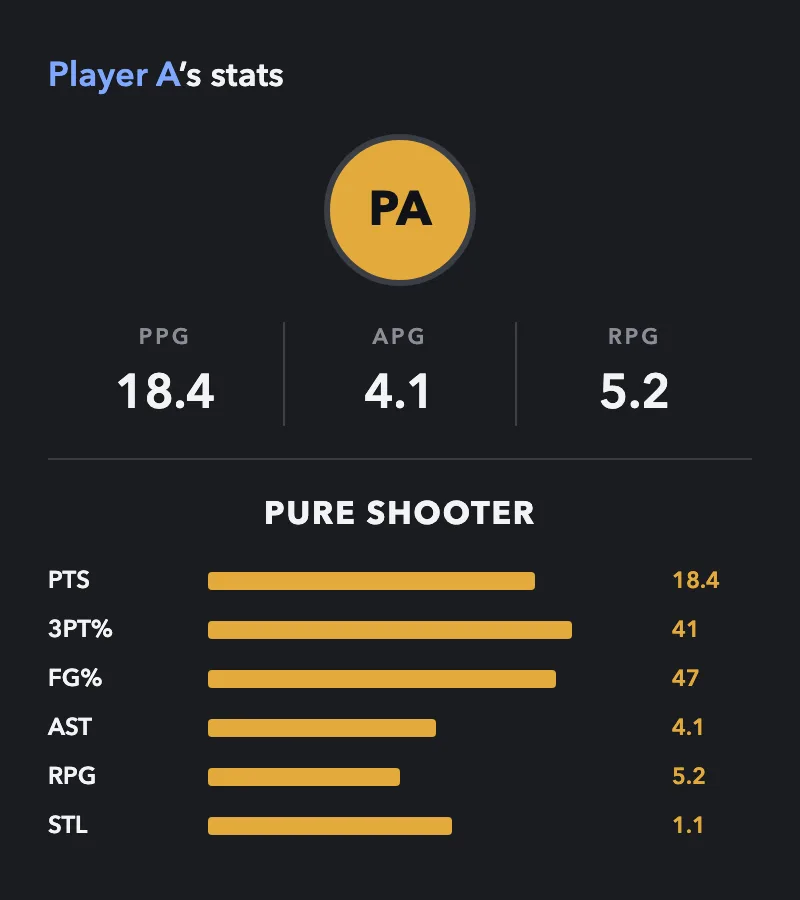 Player A’s stats
PA
PPG APG RPG
18.4 4.1 5.2
PURE SHOOTER
PTS 18.4
3PT% 41
FG% 47
AST 4.1
RPG 5.2
STL 1.1